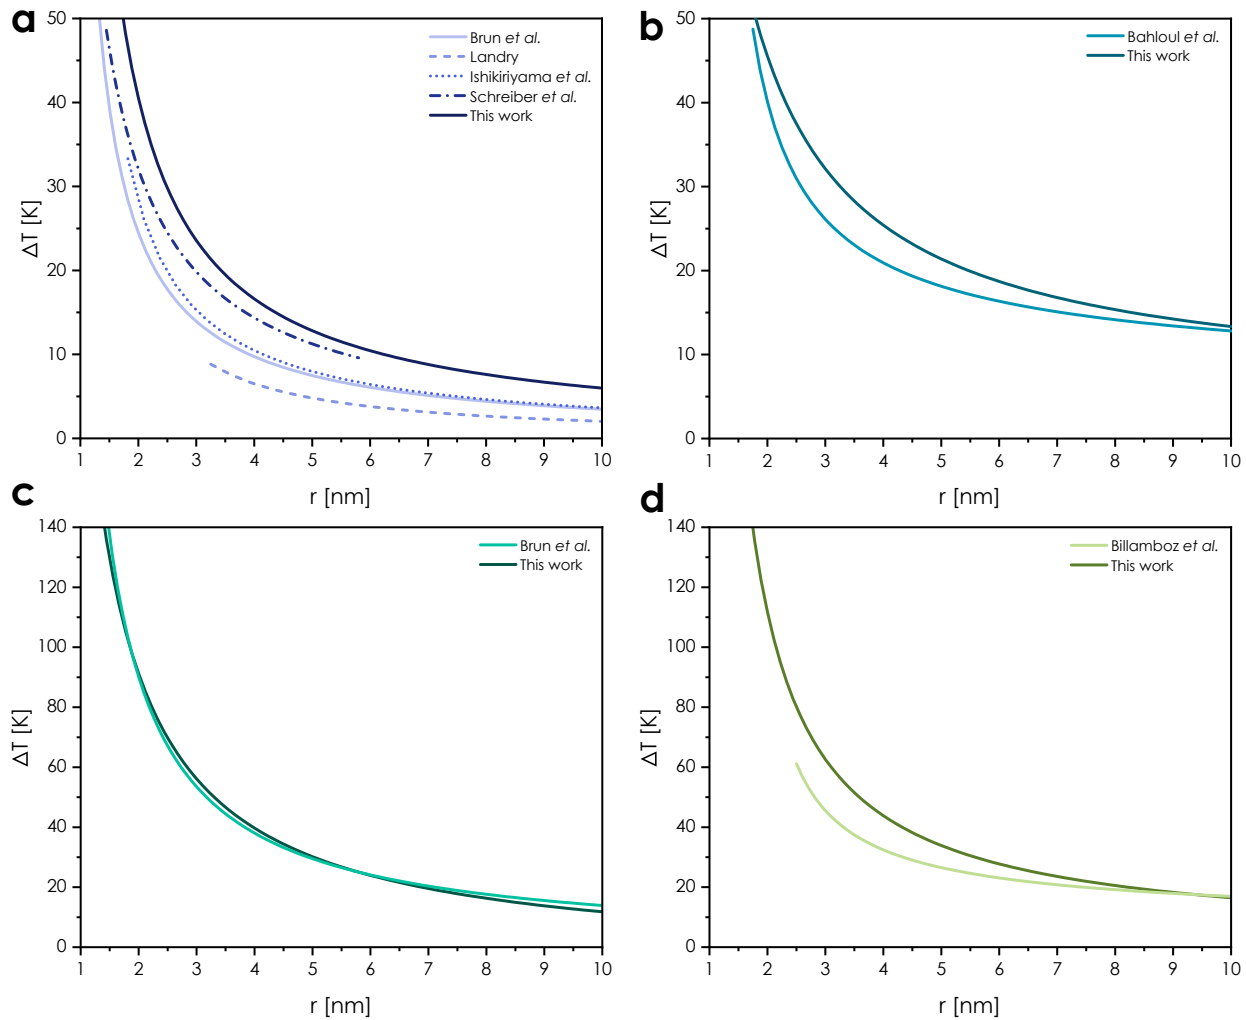 a
50
40
30
20
10
0
ΔT [K]
Brun et al.
Landry
Ishikiriyama et al.
Schreiber et al.
This work
1 2 3 4 5 6 7 8 9 10
r [nm]
b
50
40
30
20
10
0
ΔT [K]
Bahloul et al.
This work
1 2 3 4 5 6 7 8 9 10
r [nm]
c
140
120
100
80
60
40
20
0
ΔT [K]
Brun et al.
This work
1 2 3 4 5 6 7 8 9 10
r [nm]
d
140
120
100
80
60
40
20
0
ΔT [K]
Billamboz et al.
This work
1 2 3 4 5 6 7 8 9 10
r [nm]